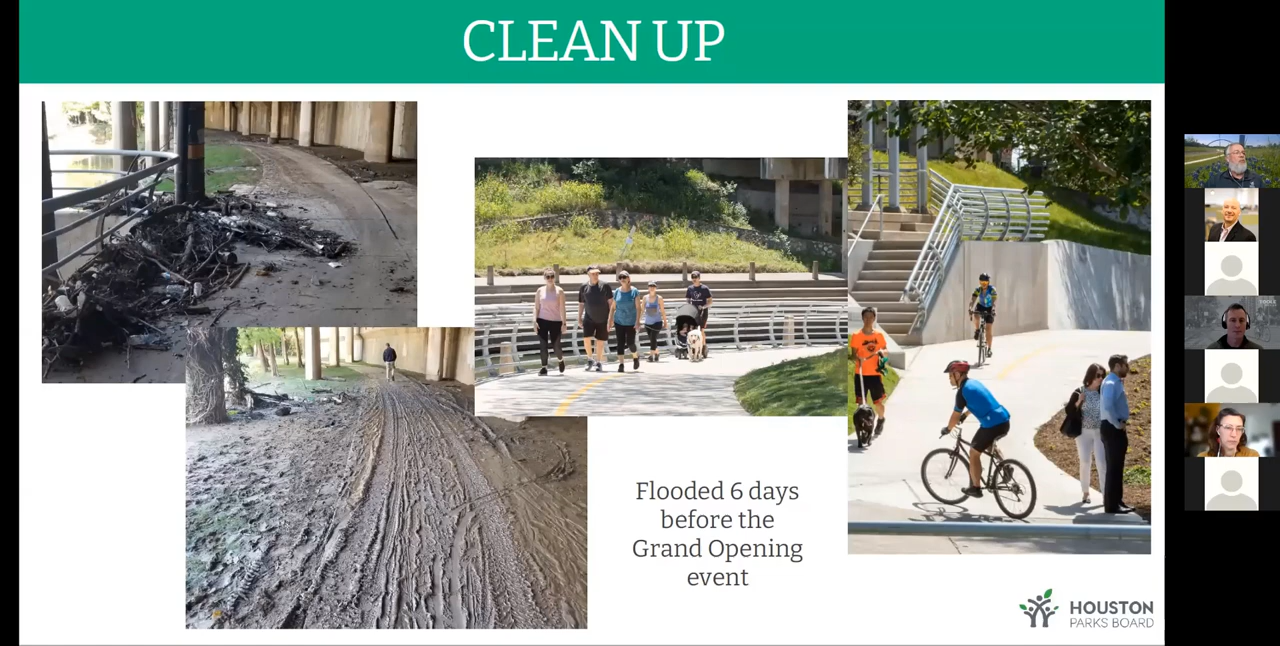 CLEAN UP
Flooded 6 days
before the
Grand Opening
event
HOUSTON
PARKS BOARD